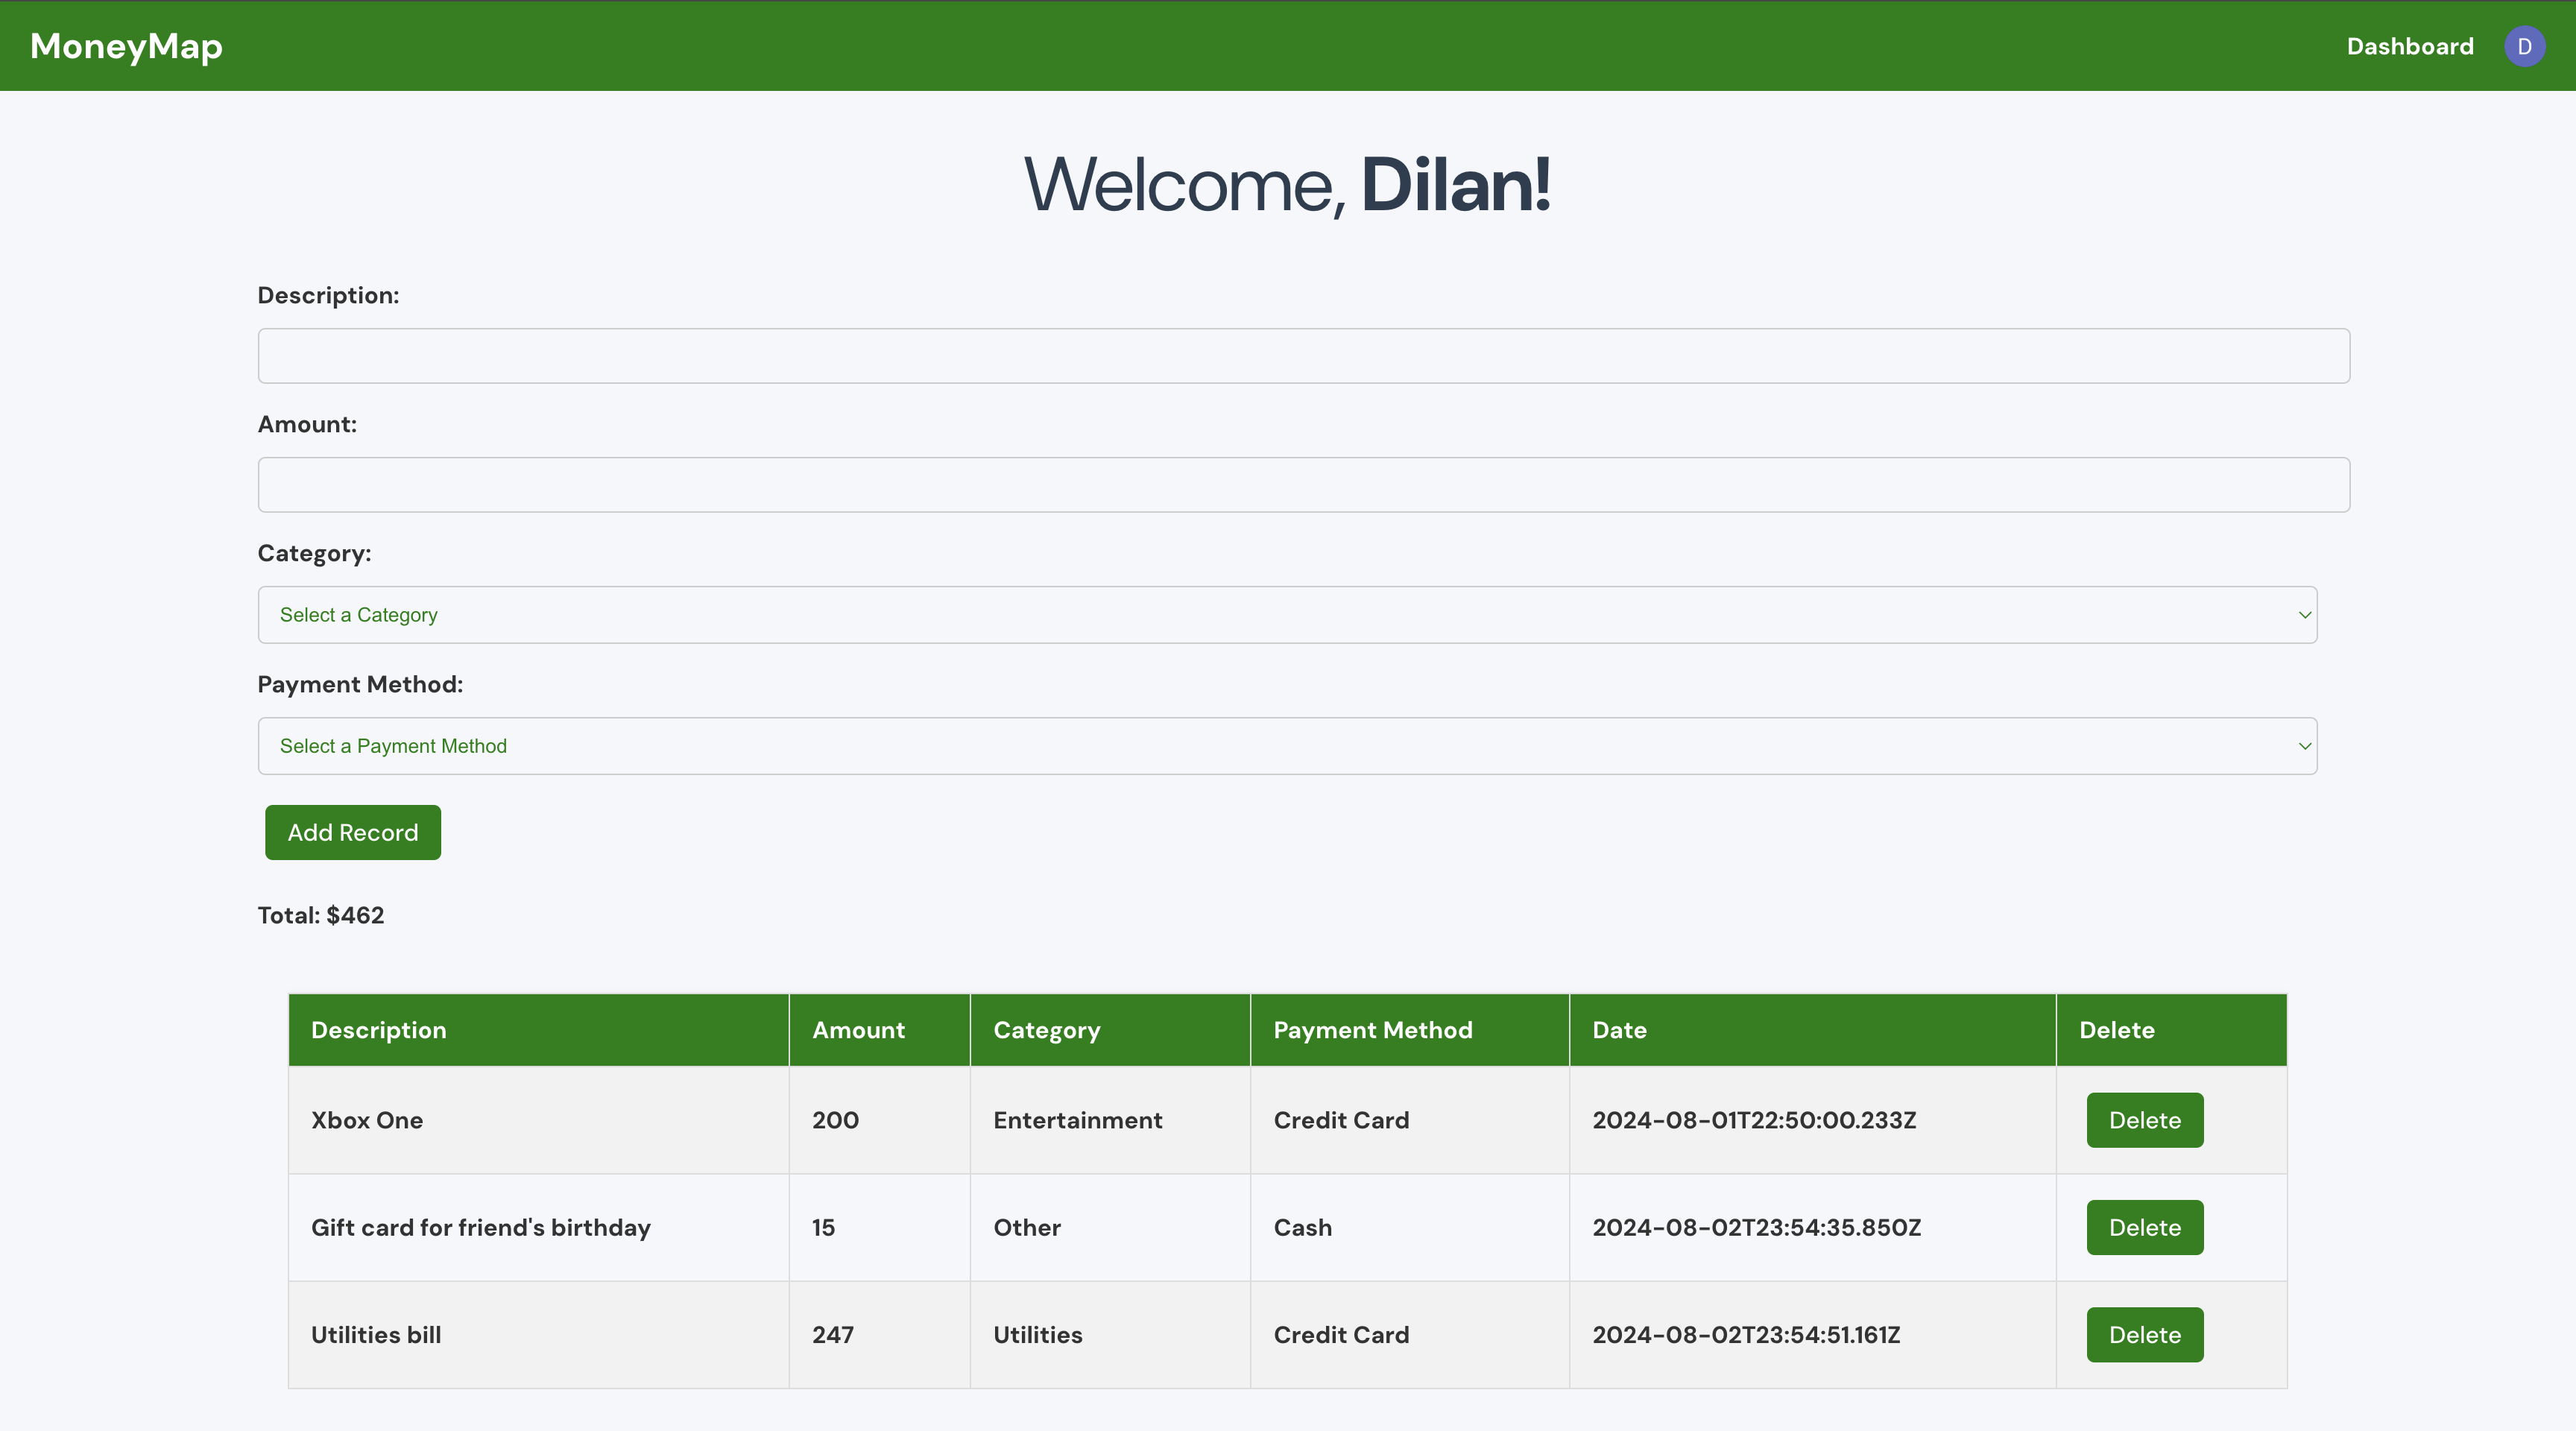 MoneyMap Dashboard D
Welcome, Dilan!
Description:
Amount:
Category:
Select a Category
Payment Method:
Select a Payment Method
Add Record
Total: $462
Description Amount Category Payment Method Date Delete
Xbox One 200 Entertainment Credit Card 2024-08-01T22:50:00.233Z Delete
Gift card for friend's birthday 15 Other Cash 2024-08-02T23:54:35.850Z Delete
Utilities bill 247 Utilities Credit Card 2024-08-02T23:54:51.161Z Delete